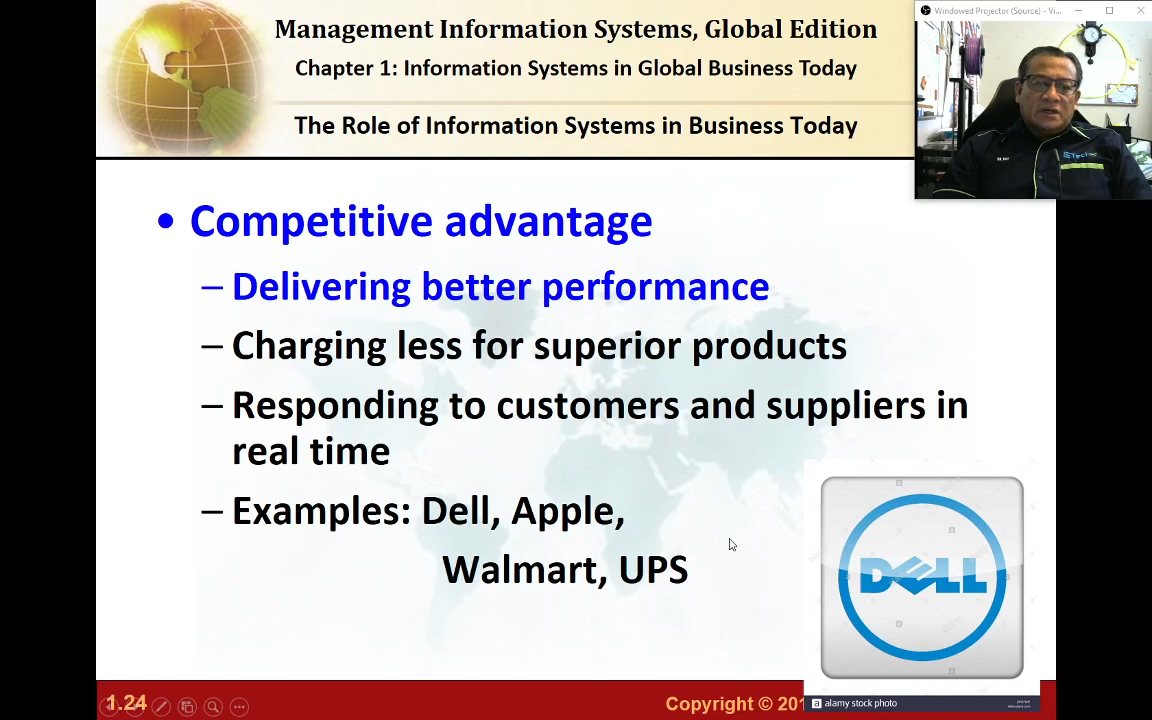 Management Information Systems, Global Edition
Chapter 1: Information Systems in Global Business Today
The Role of Information Systems in Business Today
Windowed Projector (Source) - Vi...
• Competitive advantage
– Delivering better performance
– Charging less for superior products
– Responding to customers and suppliers in
real time
– Examples: Dell, Apple,
Walmart, UPS
DELL
1.24
Copyright © 201
a alamy stock photo